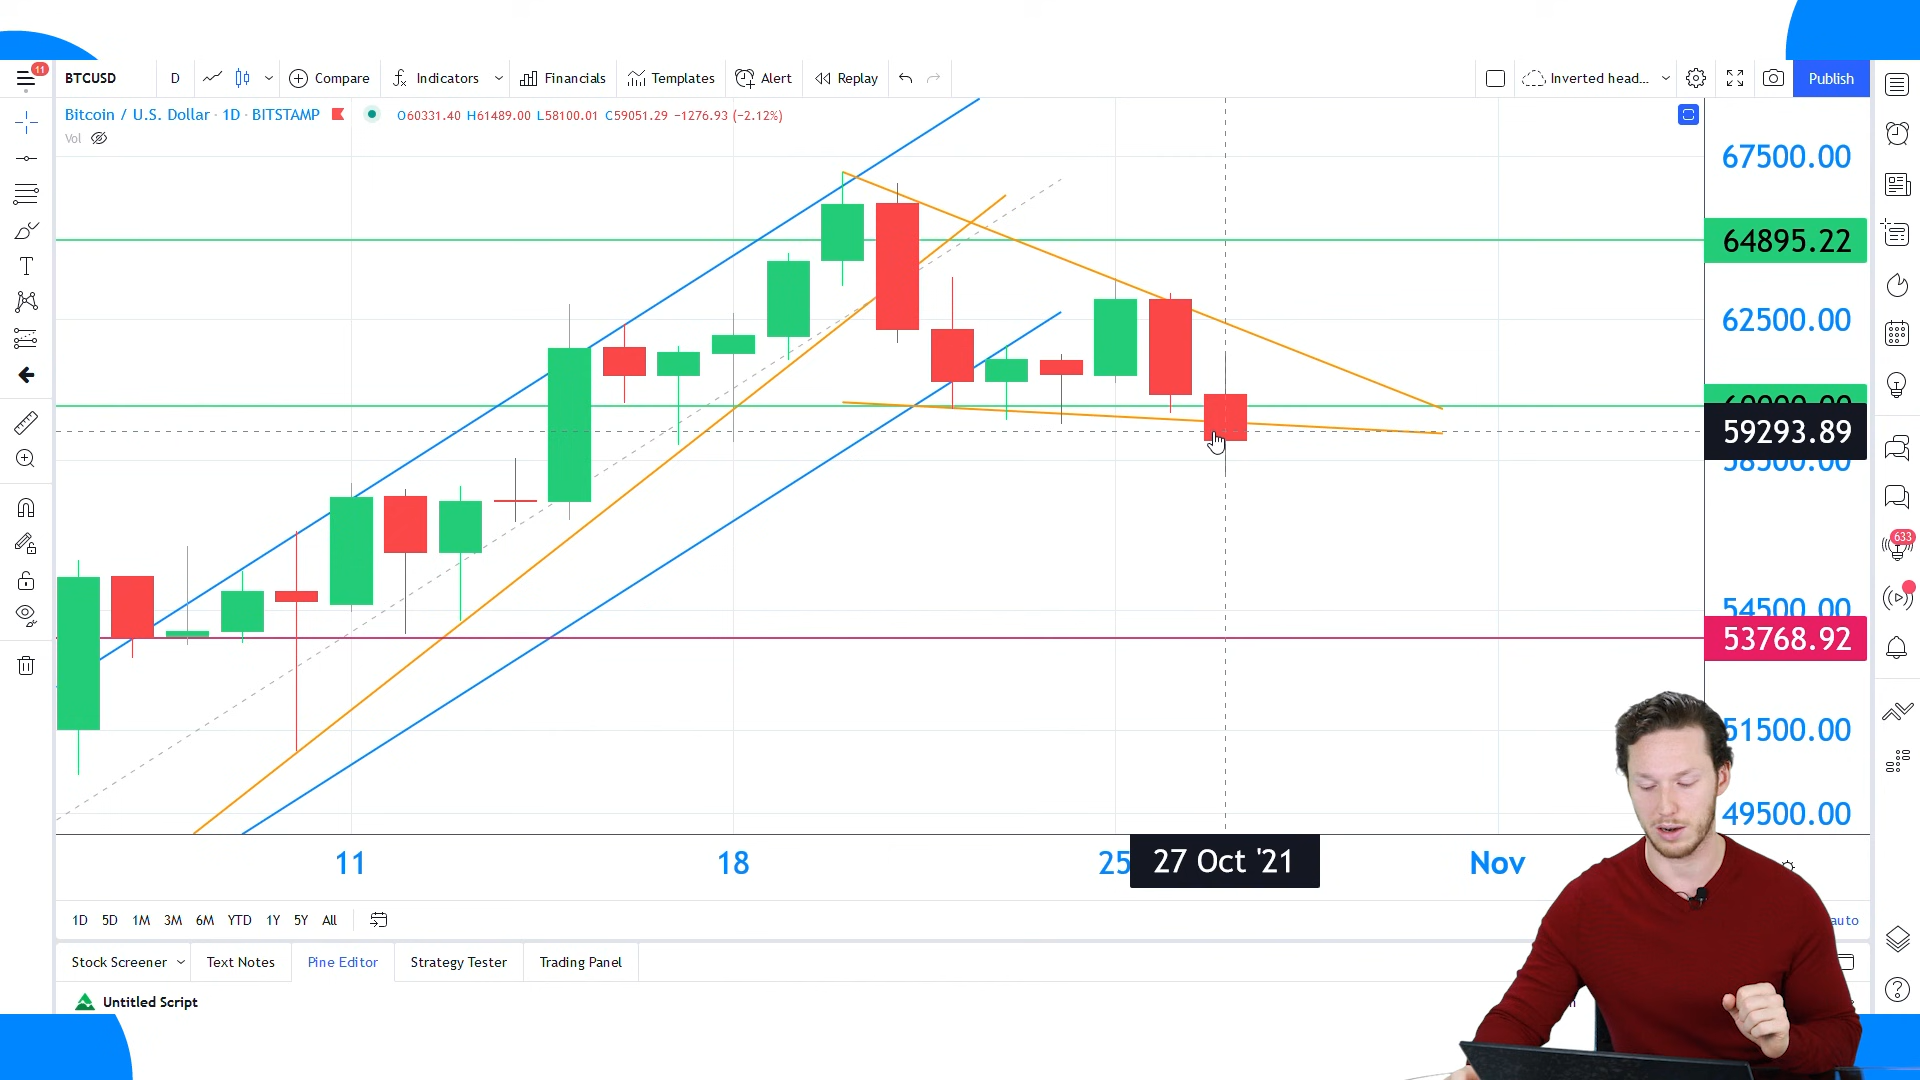 11
BTCUSD
D
Compare
Indicators
Financials
Templates
Alert
Replay
Inverted head...
Publish
Bitcoin / U.S. Dollar · 1D · BITSTAMP
O60331.40 H61489.00 L58100.01 C59051.29 −1276.93 (−2.12%)
Vol
67500.00
64895.22
62500.00
59293.89
58500.00
633
54500.00
53768.92
51500.00
49500.00
11
18
25
27 Oct '21
Nov
1D 5D 1M 3M 6M YTD 1Y 5Y All
auto
Stock Screener
Text Notes
Pine Editor
Strategy Tester
Trading Panel
Untitled Script